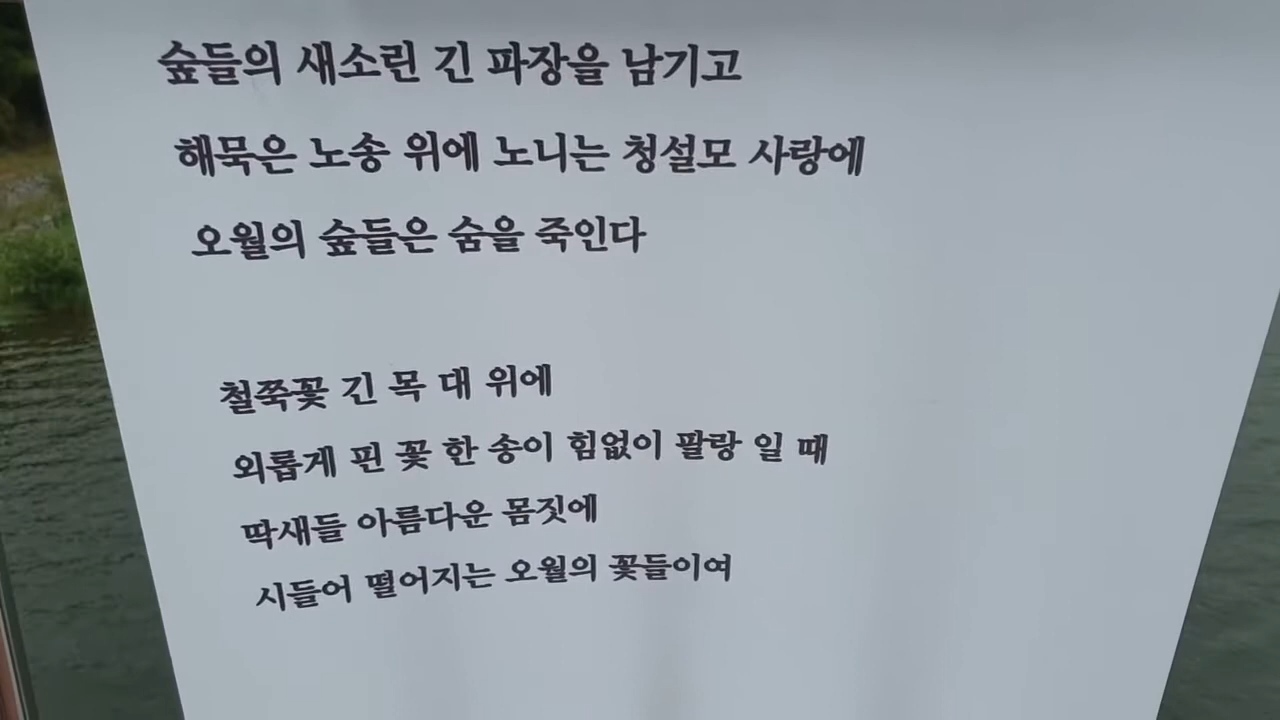 숲들의 새소린 긴 파장을 남기고
해묵은 노송 위에 노니는 청설모 사랑에
오월의 숲들은 숨을 죽인다
철쭉꽃 긴 목 대 위에
외롭게 핀 꽃 한 송이 힘없이 팔랑 일 때
딱새들 아름다운 몸짓에
시들어 떨어지는 오월의 꽃들이여